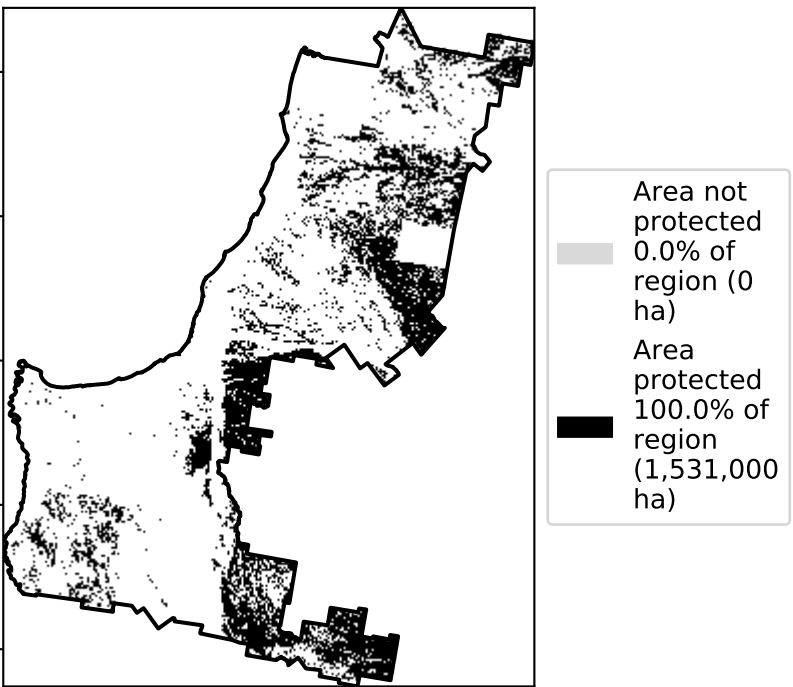 Area not
protected
0.0% of
region (0
ha)
Area
protected
100.0% of
region
(1,531,000
ha)